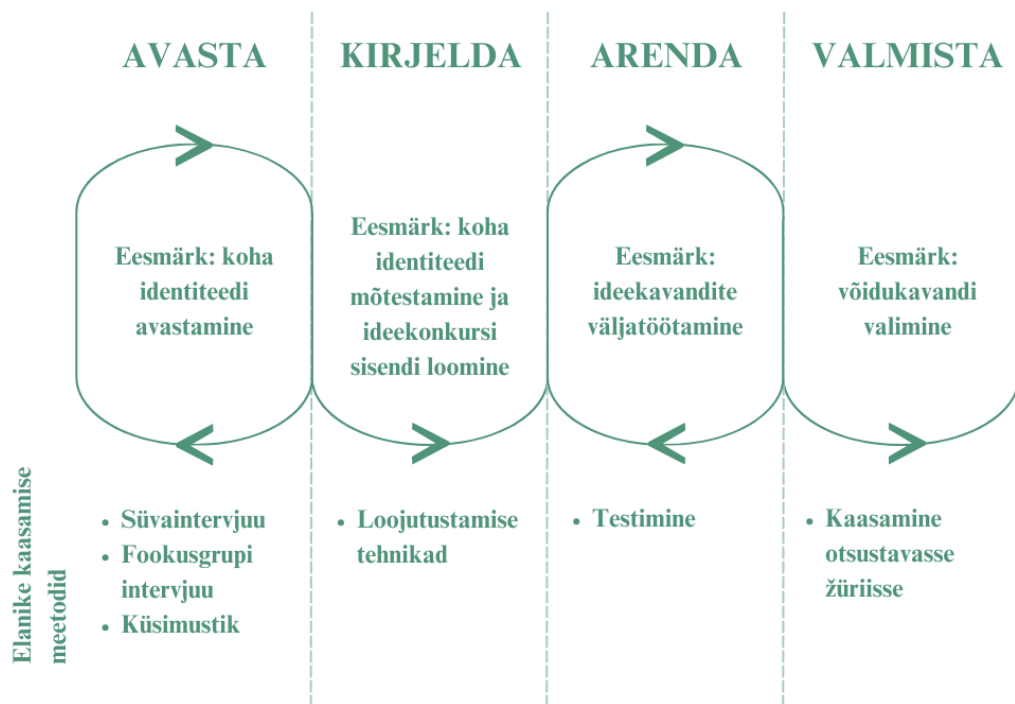 AVASTA
KIRJELDA
ARENDA
VALMISTA
Eesmärk: koha
identiteedi
avastamine
Eesmärk: koha
identiteedi
mõtestamine ja
ideekonkursi
sisendi loomine
Eesmärk:
ideekavandite
väljatöötamine
Eesmärk:
võidukavandi
valimine
Elanike kaasamise
meetodid
• Süvaintervjuu
• Fookusgrupi
intervjuu
• Küsimustik
• Loojutustamise
tehnikad
• Testimine
• Kaasamine
otsustavasse
žüriisse